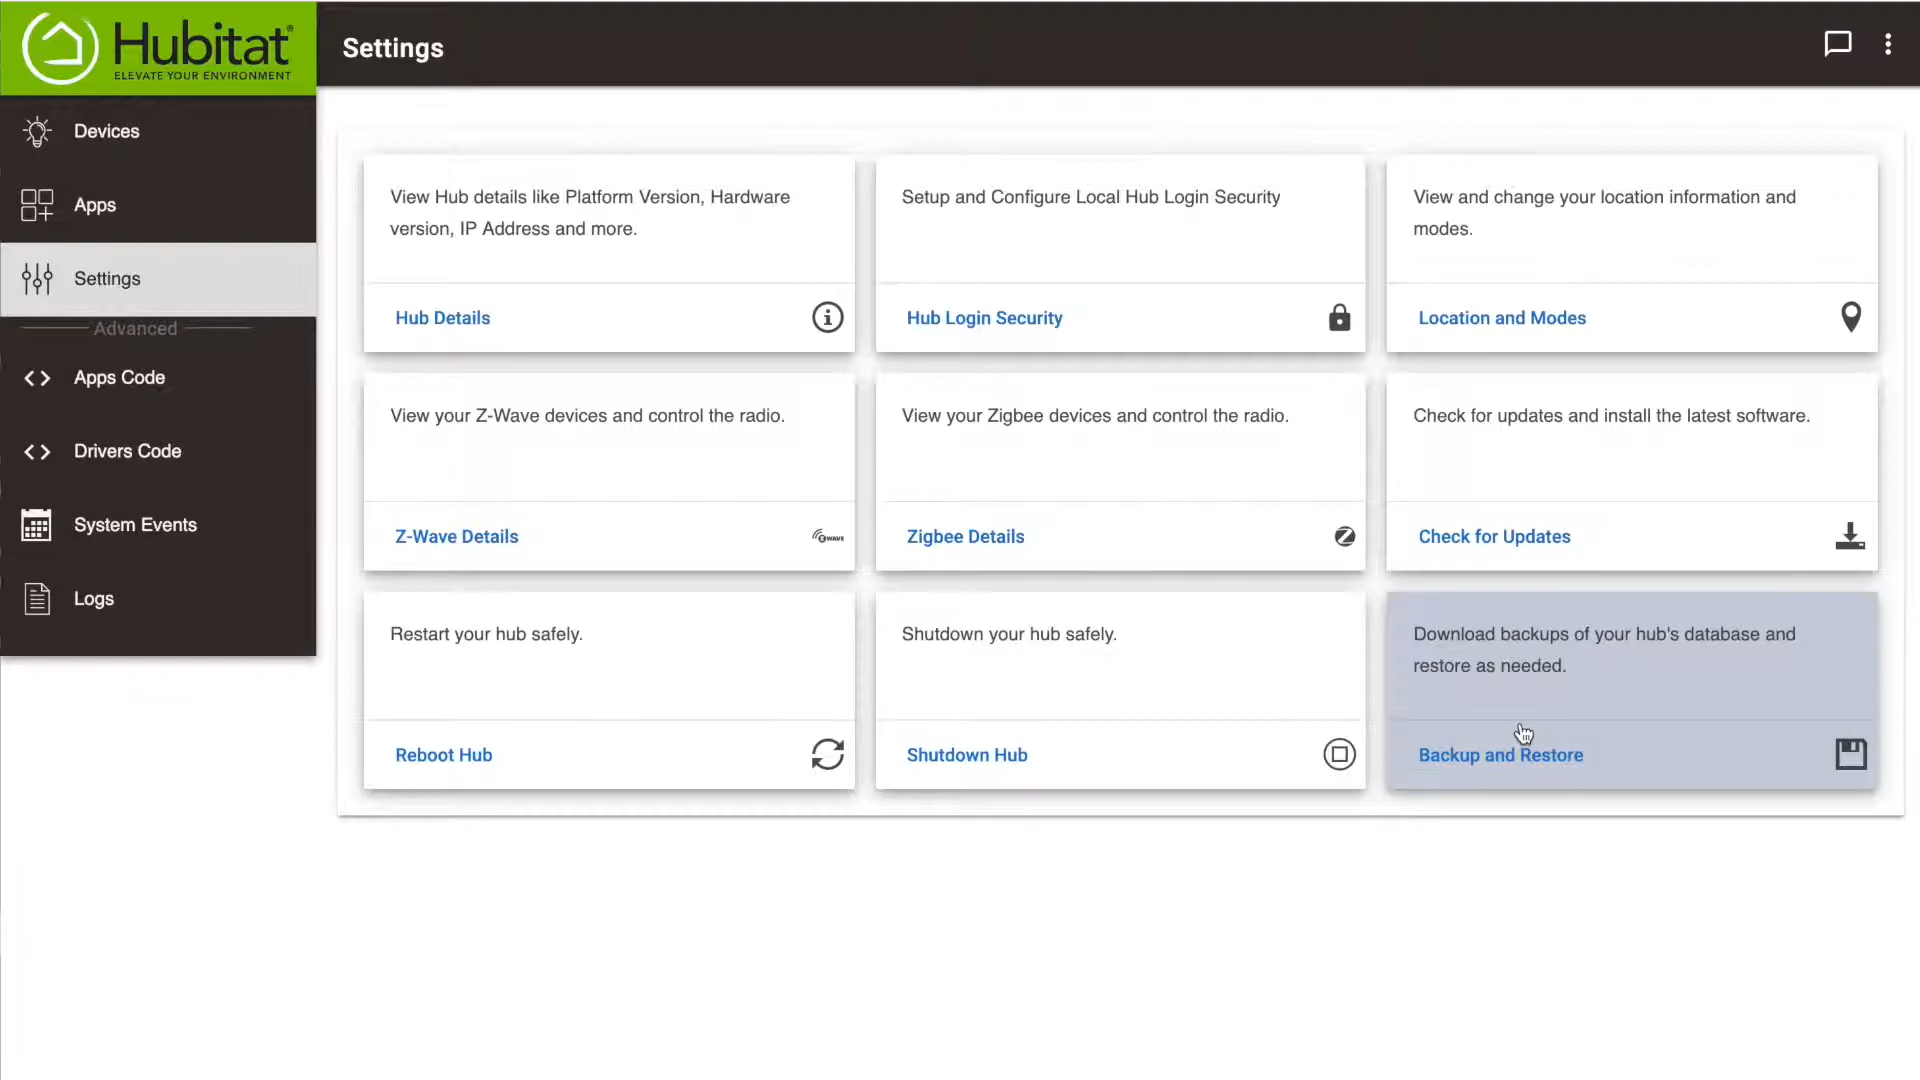 Hubitat®
ELEVATE YOUR ENVIRONMENT
Settings
Devices
Apps
Settings
Advanced
Apps Code
Drivers Code
System Events
Logs
View Hub details like Platform Version, Hardware
version, IP Address and more.
Hub Details
Setup and Configure Local Hub Login Security
Hub Login Security
View and change your location information and
modes.
Location and Modes
View your Z-Wave devices and control the radio.
Z-Wave Details
Z WAVE
View your Zigbee devices and control the radio.
Zigbee Details
Check for updates and install the latest software.
Check for Updates
Restart your hub safely.
Reboot Hub
Shutdown your hub safely.
Shutdown Hub
Download backups of your hub's database and
restore as needed.
Backup and Restore